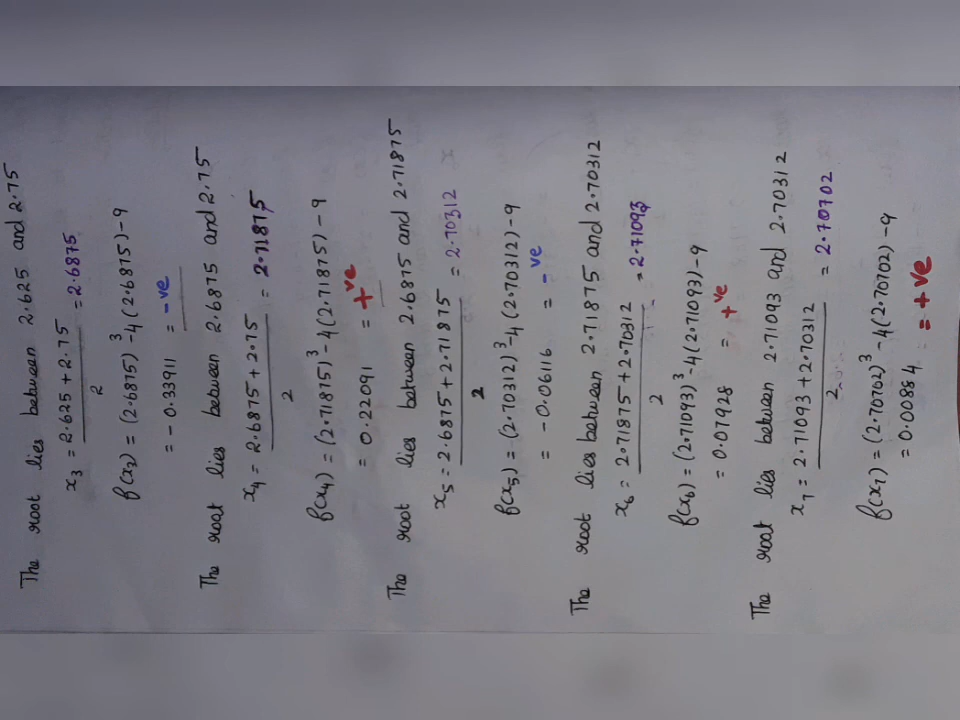 The root lies between 2.625 and 2.75
x₃ = 2.625 + 2.75 / 2 = 2.6875
f(x₃) = (2.6875)³ - 4(2.6875) - 9
= - 0.33911 = - ve
The root lies between 2.6875 and 2.75
x₄ = 2.6875 + 2.75 / 2 = 2.71875
f(x₄) = (2.71875)³ - 4(2.71875) - 9
= 0.22091 = + ve
The root lies between 2.6875 and 2.71875
x₅ = 2.6875 + 2.71875 / 2 = 2.70312
f(x₅) = (2.70312)³ - 4(2.70312) - 9
= - 0.06116 = - ve
The root lies between 2.71875 and 2.70312
x₆ = 2.71875 + 2.70312 / 2 = 2.71093
f(x₆) = (2.71093)³ - 4(2.71093) - 9
= 0.07928 = + ve
The root lies between 2.71093 and 2.70312
x₇ = 2.71093 + 2.70312 / 2 = 2.70702
f(x₇) = (2.70702)³ - 4(2.70702) - 9
= 0.00884 = + ve